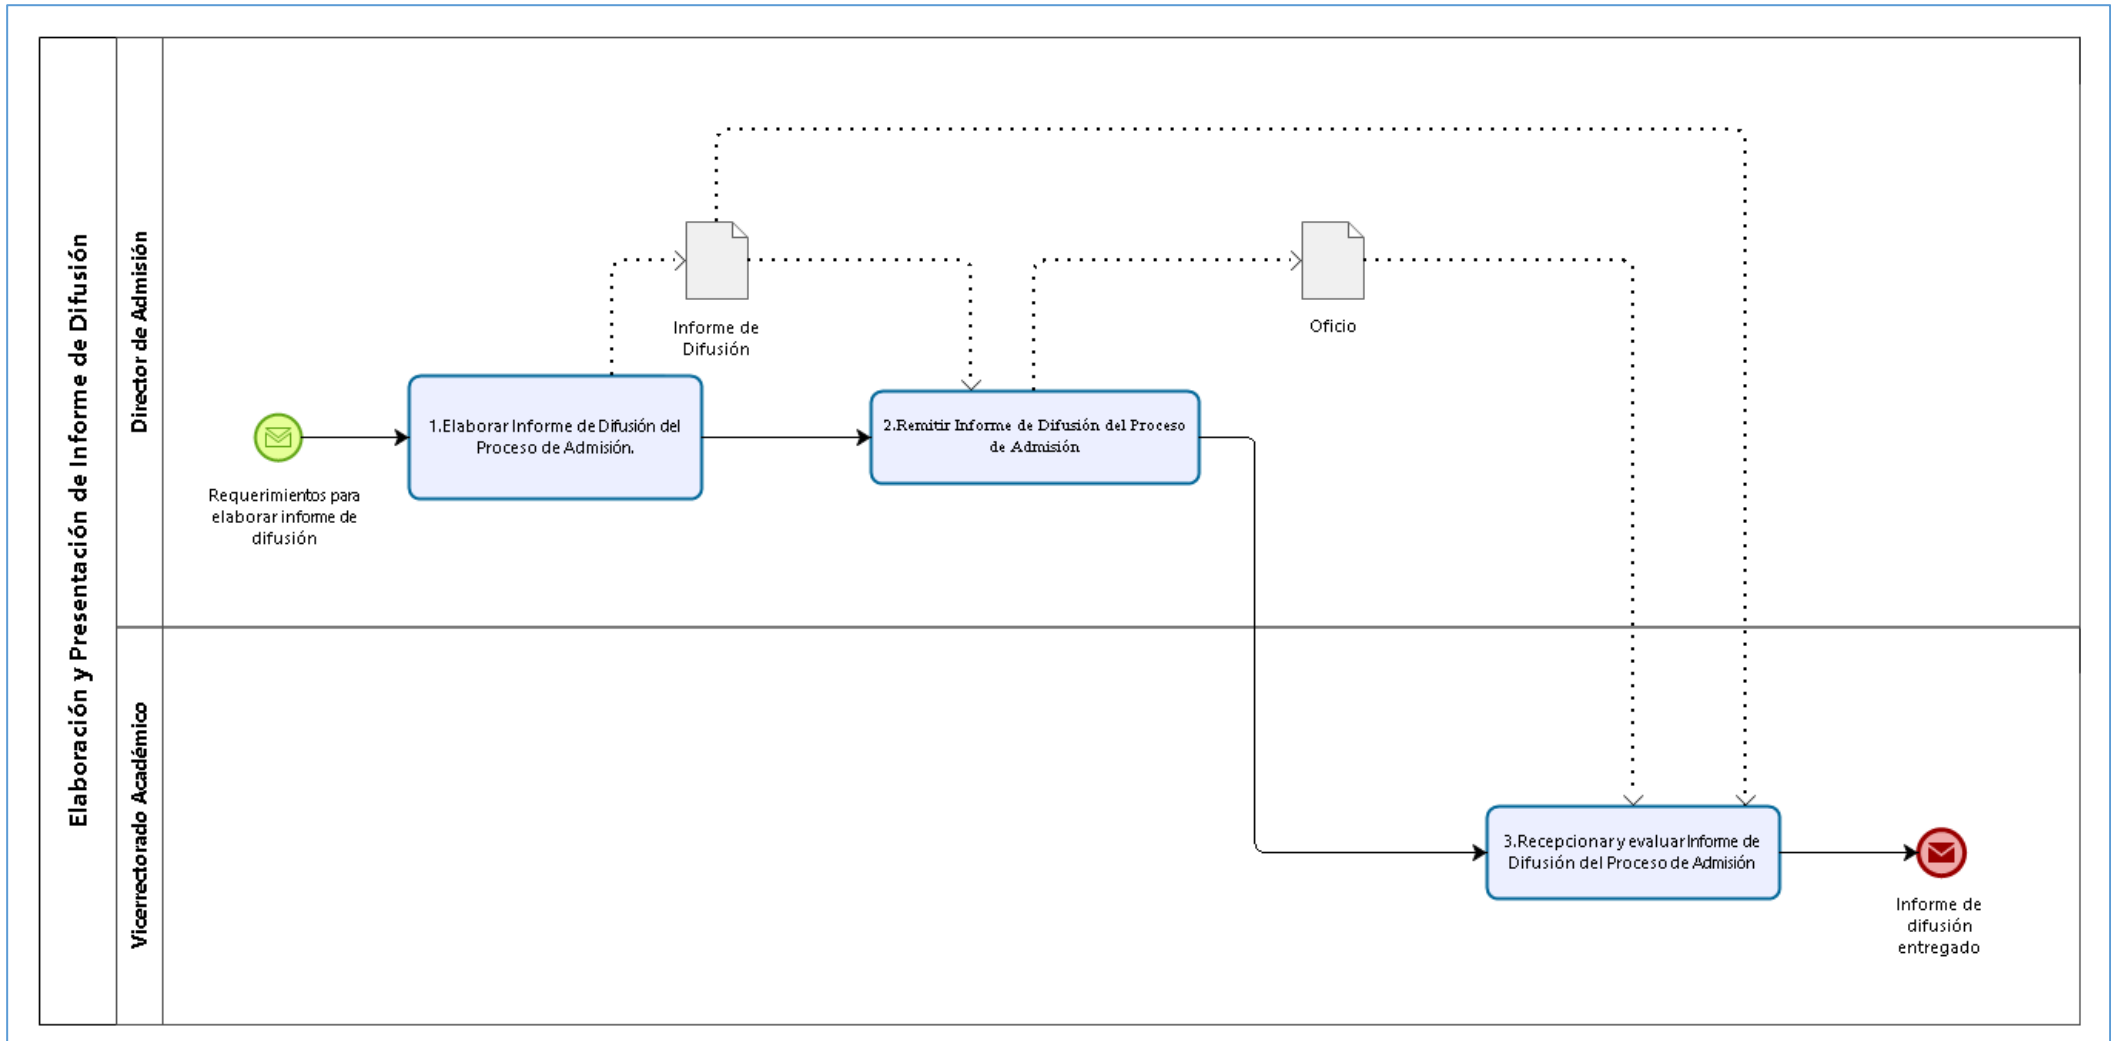 Elaboración y Presentación de Informe de Difusión
Director de Admisión
Informe de
Difusión
Oficio
Requerimientos para
elaborar informe de
difusión
1.Elaborar Informe de Difusión del
Proceso de Admisión.
2.Remitir Informe de Difusión del Proceso
de Admisión
Vicerrectorado Académico
3.Recepcionar y evaluar Informe de
Difusión del Proceso de Admisión
Informe de
difusión
entregado